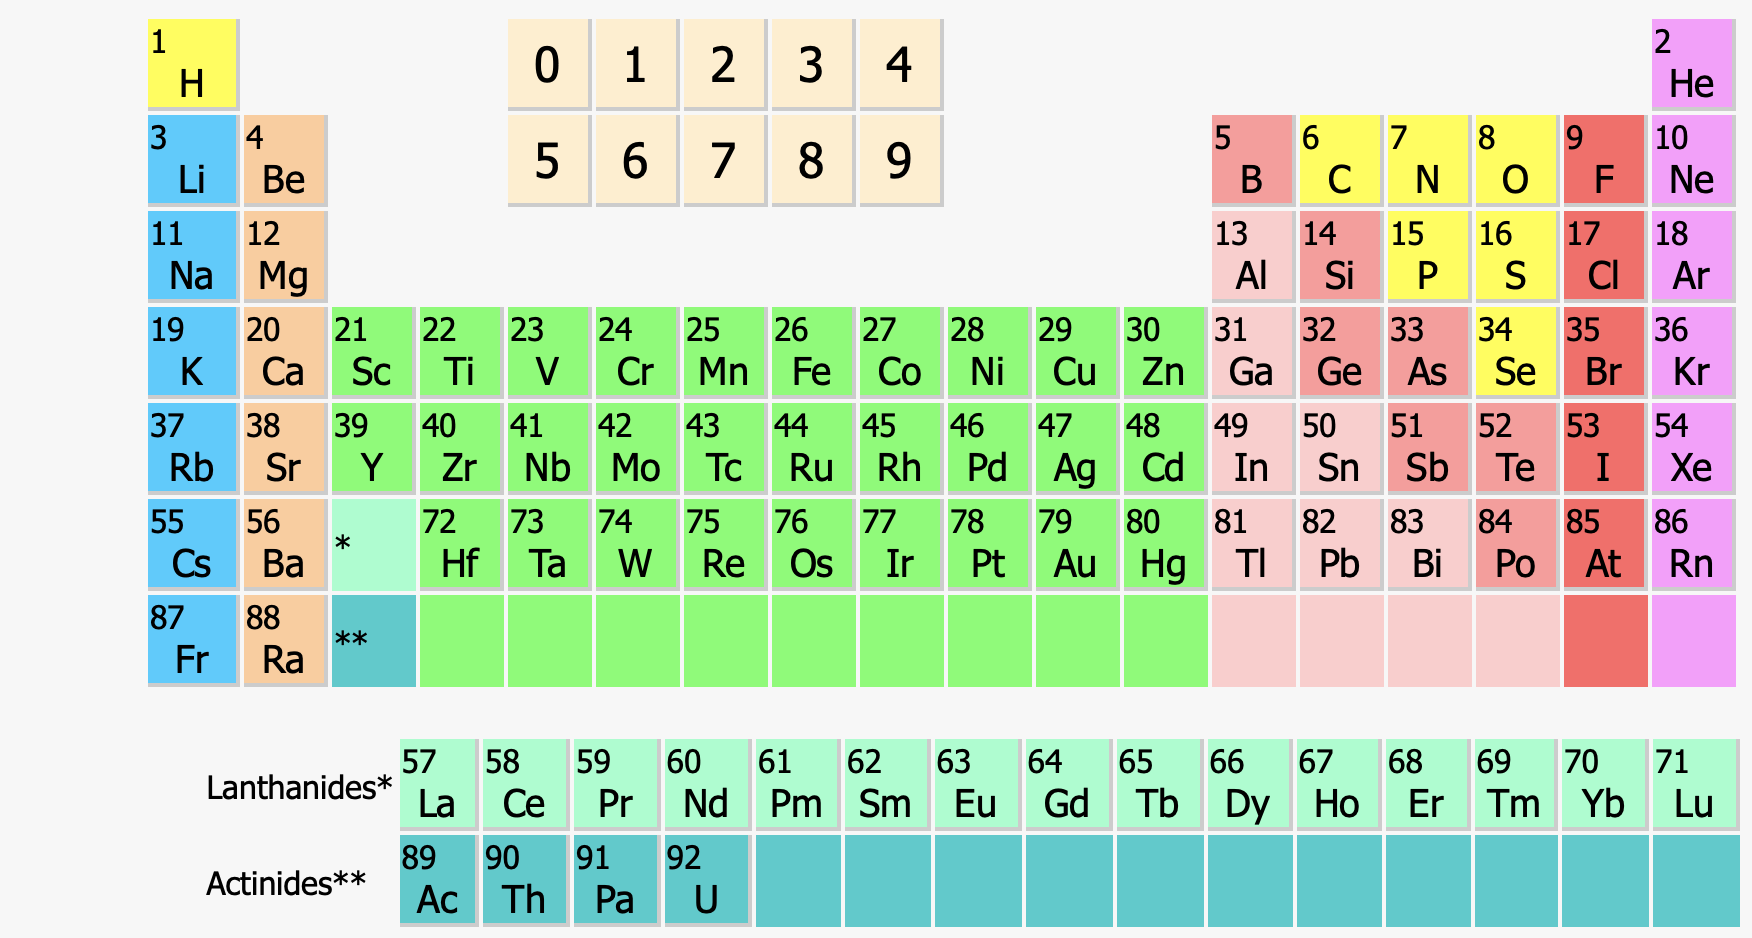 1 0 1 2 3 4 2
H He
3 4 5 6 7 8 9 5 6 7 8 9 10
Li Be B C N O F Ne
11 12 13 14 15 16 17 18
Na Mg Al Si P S Cl Ar
19 20 21 22 23 24 25 26 27 28 29 30 31 32 33 34 35 36
K Ca Sc Ti V Cr Mn Fe Co Ni Cu Zn Ga Ge As Se Br Kr
37 38 39 40 41 42 43 44 45 46 47 48 49 50 51 52 53 54
Rb Sr Y Zr Nb Mo Tc Ru Rh Pd Ag Cd In Sn Sb Te I Xe
55 56 * 72 73 74 75 76 77 78 79 80 81 82 83 84 85 86
Cs Ba Hf Ta W Re Os Ir Pt Au Hg Tl Pb Bi Po At Rn
87 88 **
Fr Ra
57 58 59 60 61 62 63 64 65 66 67 68 69 70 71
Lanthanides* La Ce Pr Nd Pm Sm Eu Gd Tb Dy Ho Er Tm Yb Lu
89 90 91 92
Actinides** Ac Th Pa U